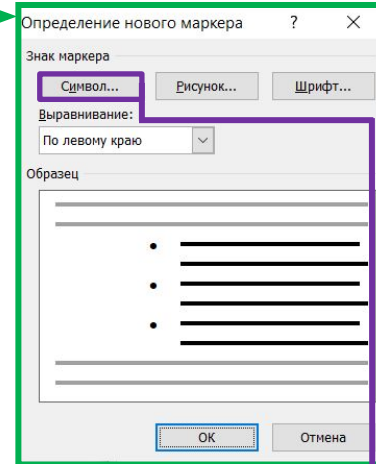 Определение нового маркера ? ×
Знак маркера
Символ... Рисунок... Шрифт...
Выравнивание:
По левому краю
Образец
ОК Отмена